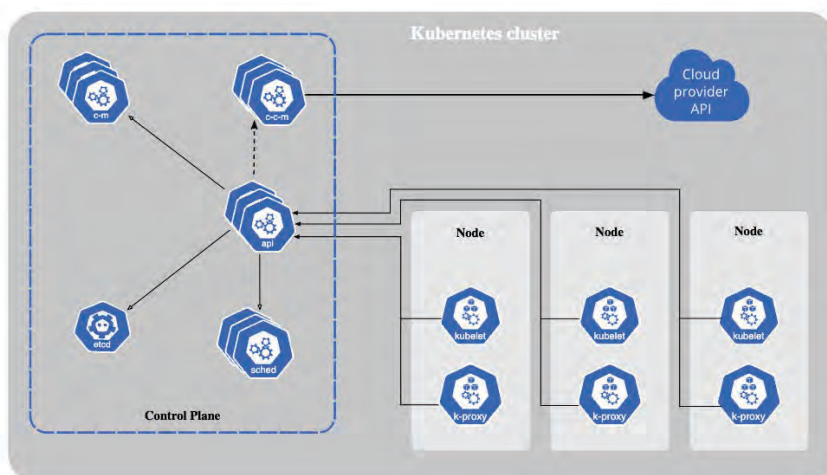 Kubernetes cluster
c-m
c-c-m
Cloud
provider
API
api
Node
Node
Node
etcd
sched
kubelet
kubelet
kubelet
k-proxy
k-proxy
k-proxy
Control Plane